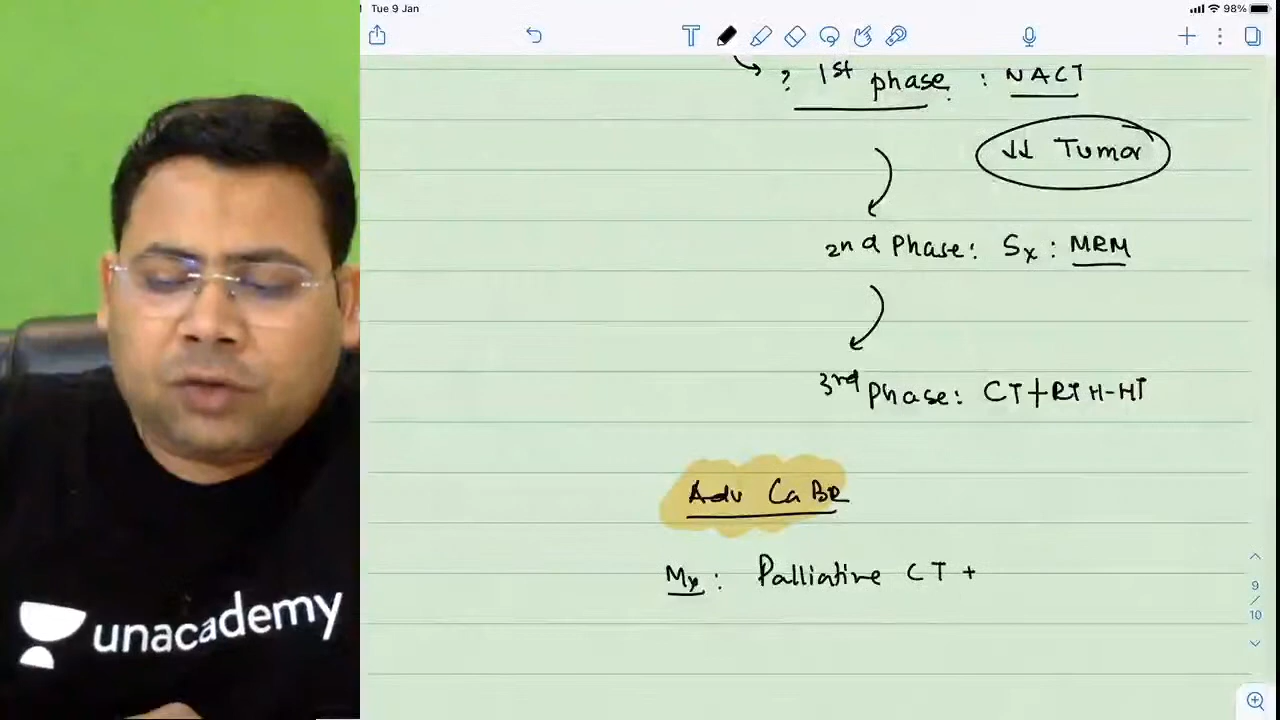 Tue 9 Jan
98%
? 1st phase : NACT
↓↓ Tumor
2nd Phase: Sx : MRM
3rd Phase: CT + RT H-HT
Adv Ca BR
Mx : Palliative CT +
unacademy
9
/
10